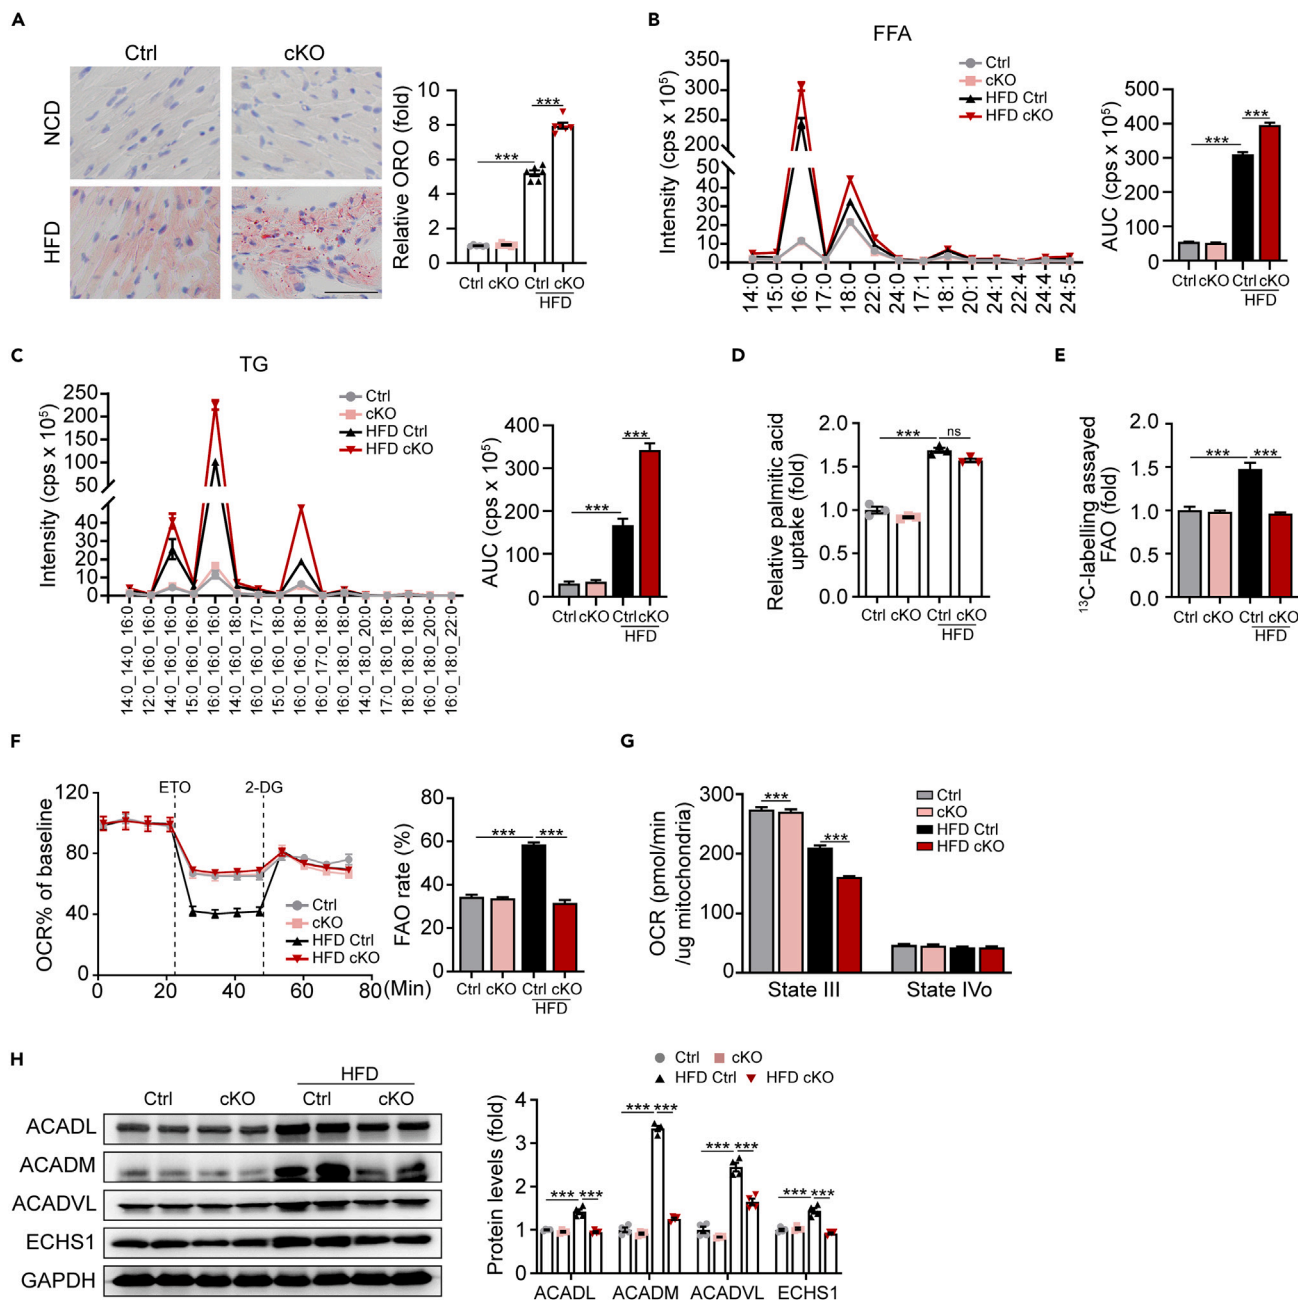 A
Ctrl
cKO
NCD
HFD
Relative ORO (fold)
10
8
6
4
2
0
***
***
Ctrl cKO Ctrl cKO
HFD
B
FFA
Ctrl
cKO
HFD Ctrl
HFD cKO
Intensity (cps x 10⁵)
350
300
250
200
50
40
30
20
10
0
14:0
15:0
16:0
17:0
18:0
22:0
24:0
17:1
18:1
20:1
24:1
22:4
24:4
24:5
AUC (cps x 10⁵)
500
400
300
200
100
0
***
***
Ctrl cKO Ctrl cKO
HFD
C
TG
Ctrl
cKO
HFD Ctrl
HFD cKO
Intensity (cps x 10⁵)
250
200
150
100
50
40
30
20
10
0
14:0_14:0_16:0
12:0_16:0_16:0
14:0_16:0_16:0
15:0_16:0_16:0
16:0_16:0_16:0
14:0_16:0_18:0
16:0_16:0_17:0
15:0_16:0_18:0
16:0_16:0_18:0
16:0_17:0_18:0
16:0_18:0_18:0
14:0_18:0_20:0
17:0_18:0_18:0
18:0_18:0_18:0
16:0_18:0_20:0
16:0_18:0_22:0
AUC (cps x 10⁵)
400
300
200
100
0
***
***
Ctrl cKO Ctrl cKO
HFD
D
Relative palmitic acid
uptake (fold)
2.0
1.5
1.0
0.5
0.0
***
ns
Ctrl cKO Ctrl cKO
HFD
E
¹³C-labelling assayed
FAO (fold)
2.0
1.5
1.0
0.5
0.0
***
***
Ctrl cKO Ctrl cKO
HFD
F
OCR% of baseline
120
80
40
0
ETO
2-DG
Ctrl
cKO
HFD Ctrl
HFD cKO
0 20 40 60 80 (Min)
FAO rate (%)
80
60
40
20
0
***
***
Ctrl cKO Ctrl cKO
HFD
G
OCR (pmol/min
/ug mitochondria)
300
200
100
0
***
***
Ctrl
cKO
HFD Ctrl
HFD cKO
State III State IVo
H
HFD
Ctrl cKO Ctrl cKO
ACADL
ACADM
ACADVL
ECHS1
GAPDH
Ctrl cKO
HFD Ctrl HFD cKO
Protein levels (fold)
4
3
2
1
0
*** ***
*** ***
*** ***
*** ***
ACADL ACADM ACADVL ECHS1